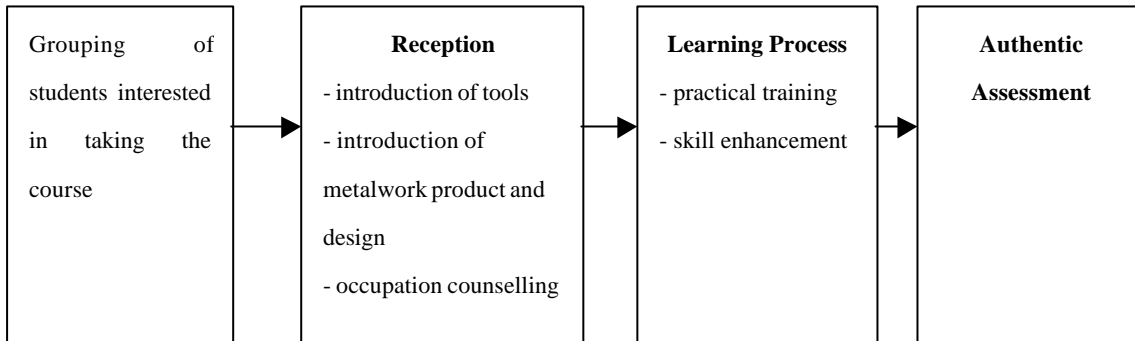 Grouping of
students interested
in taking the
course
Reception
- introduction of tools
- introduction of
metalwork product and
design
- occupation counselling
Learning Process
- practical training
- skill enhancement
Authentic
Assessment